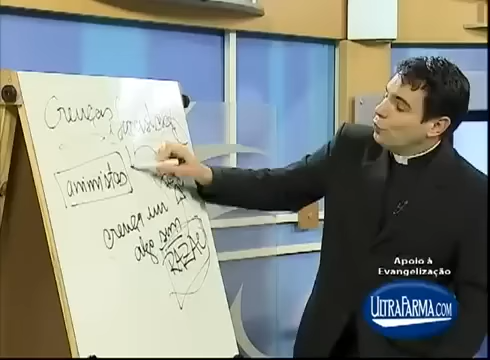 Crenças
animistas
crença em
algo sem
RAZÃO
Apoio à
Evangelização
ULTRAFARMA.COM